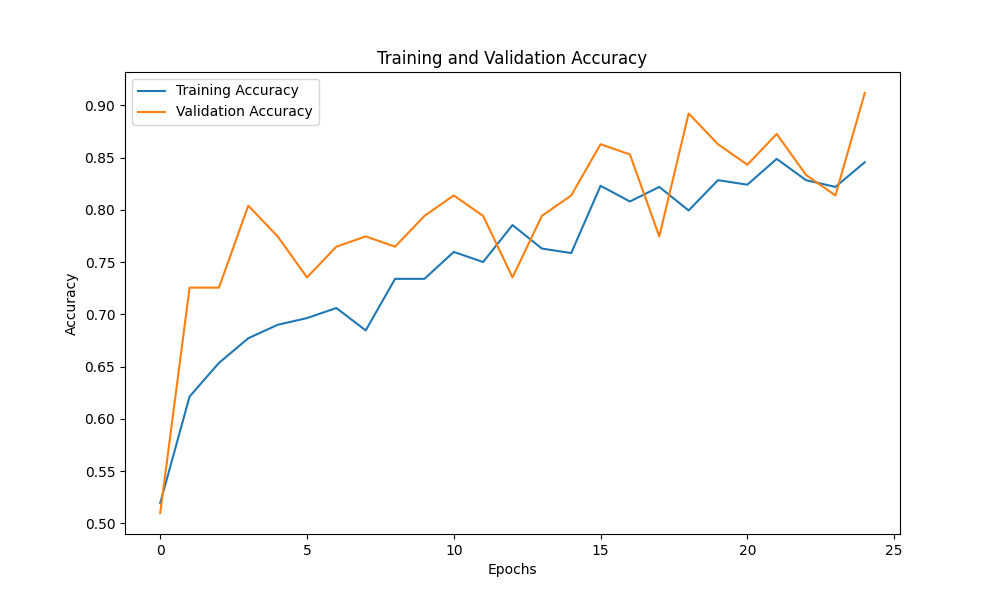 Training and Validation Accuracy
Training Accuracy
Validation Accuracy
Accuracy
0.90
0.85
0.80
0.75
0.70
0.65
0.60
0.55
0.50
0 5 10 15 20 25
Epochs